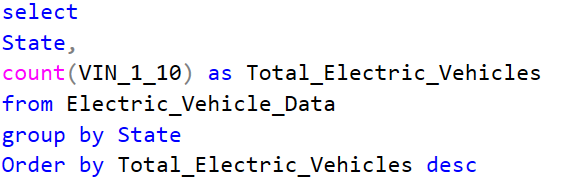 select
State,
count(VIN_1_10) as Total_Electric_Vehicles
from Electric_Vehicle_Data
group by State
Order by Total_Electric_Vehicles desc